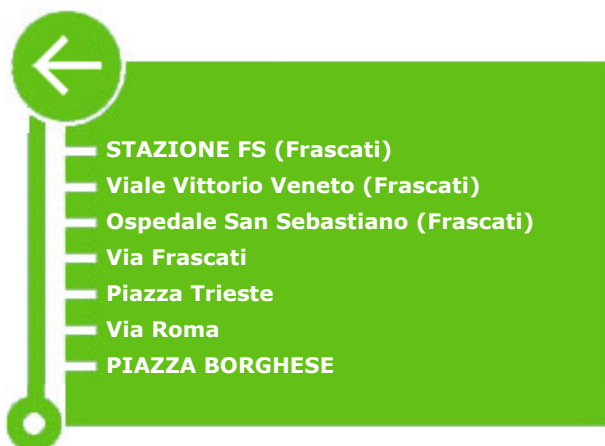 STAZIONE FS (Frascati)
Viale Vittorio Veneto (Frascati)
Ospedale San Sebastiano (Frascati)
Via Frascati
Piazza Trieste
Via Roma
PIAZZA BORGHESE